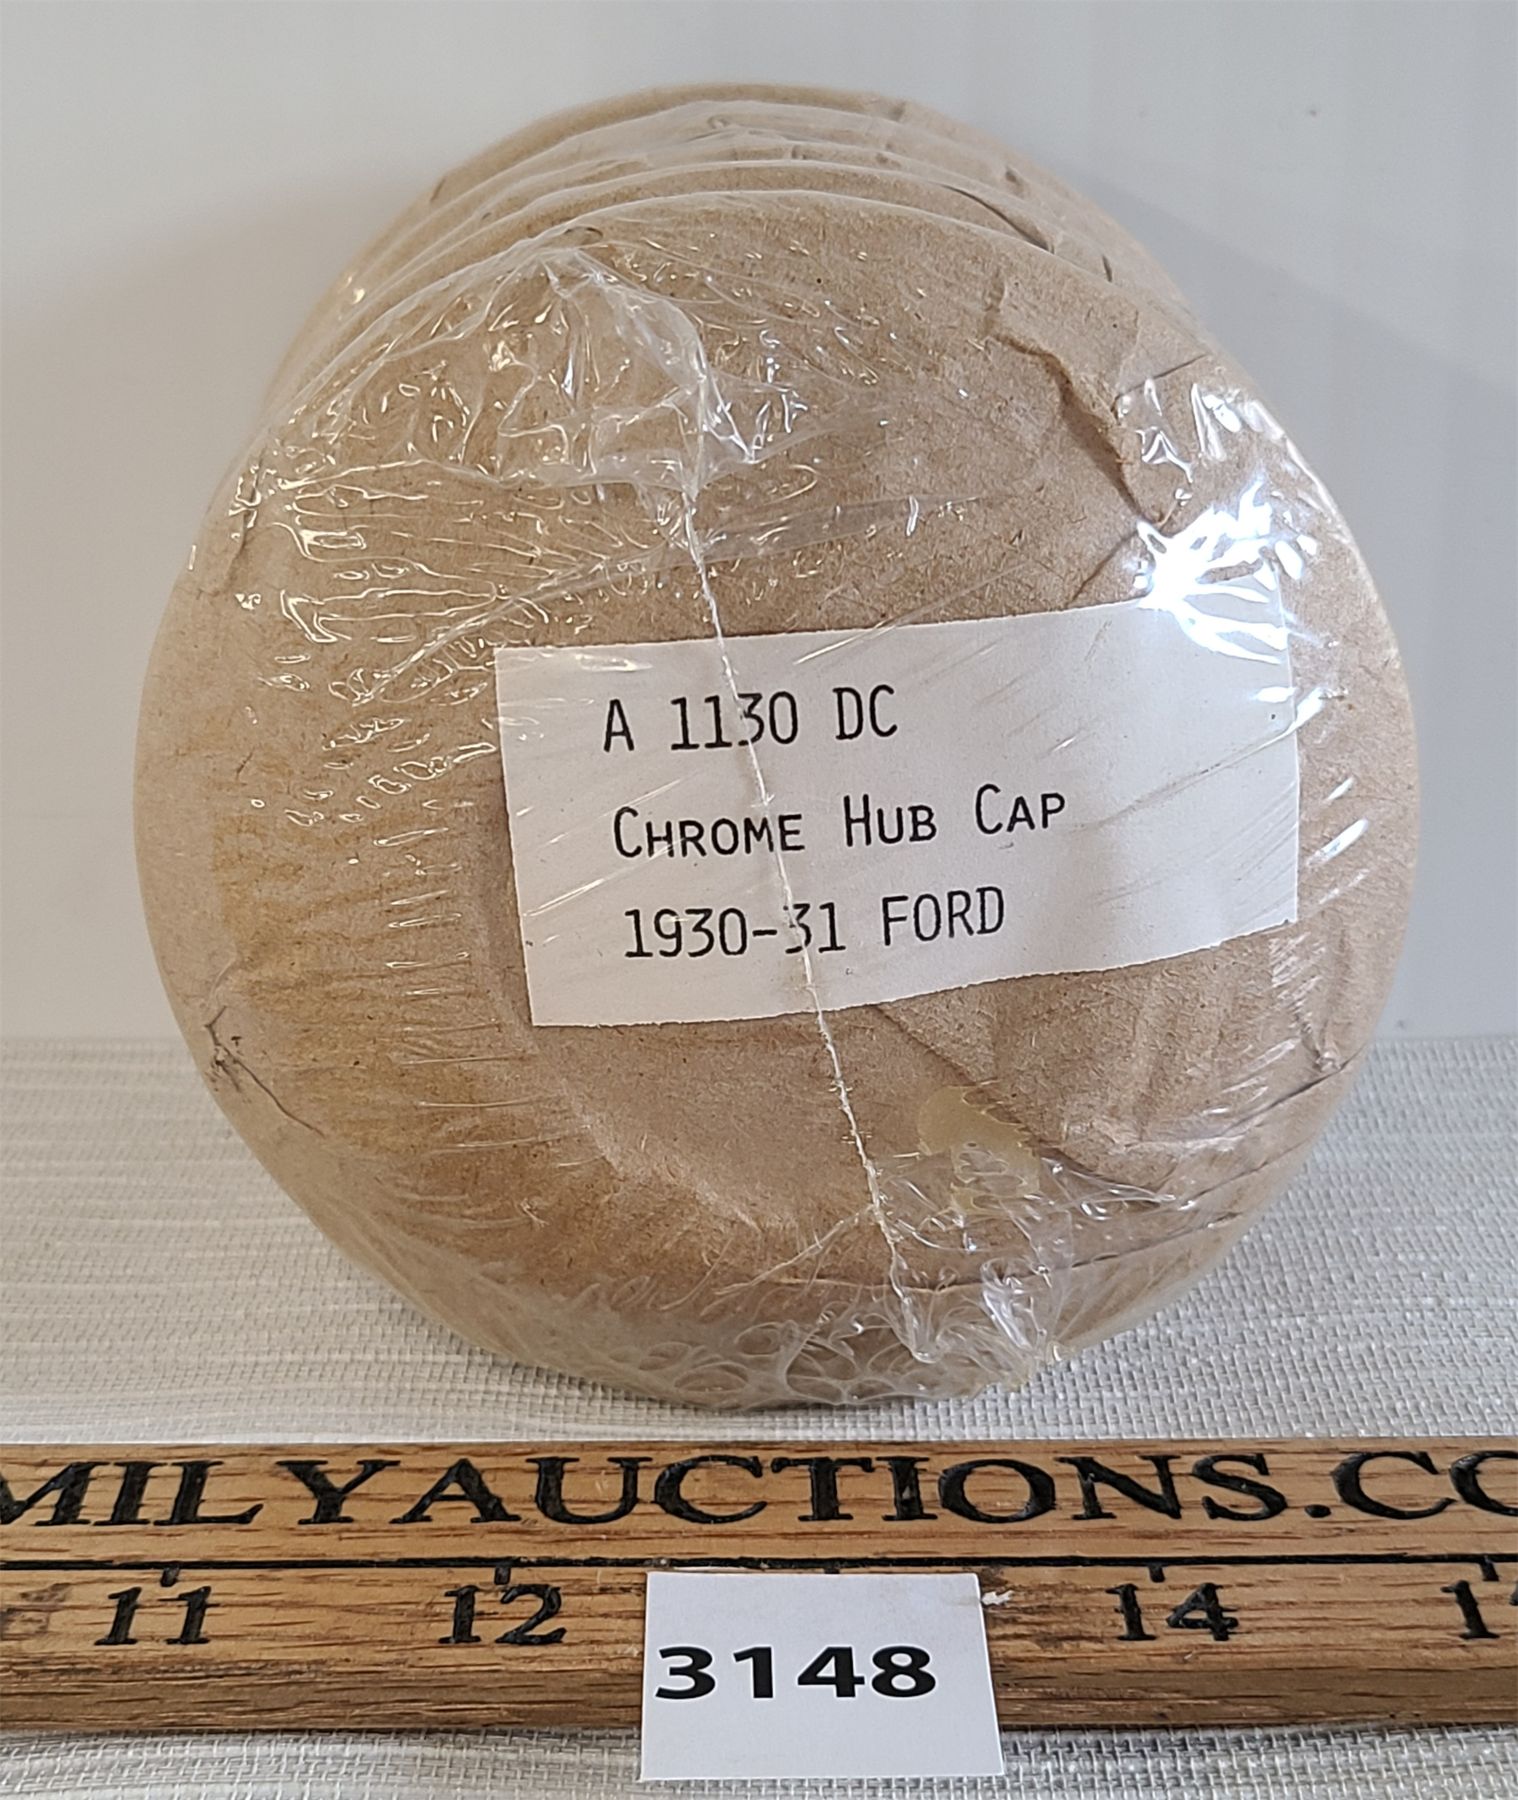 A 1130 DC
CHROME HUB CAP
1930-31 FORD
MILYAUCTIONS.CO
11 12 14
3148